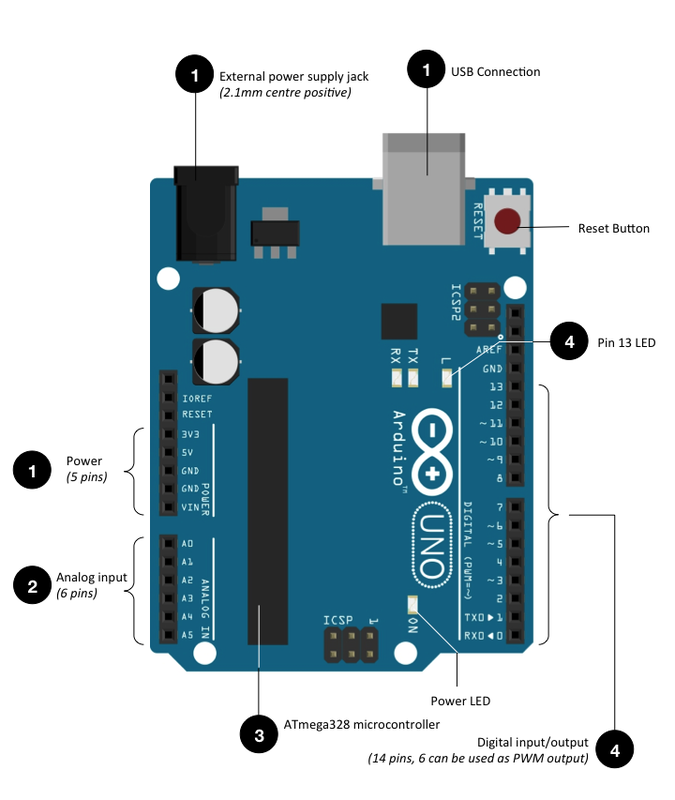 1
External power supply jack
(2.1mm centre positive)
1
USB Connection
RESET
Reset Button
ICSP2
4
Pin 13 LED
RX
TX
L
AREF
GND
13
12
~11
~10
~9
8
7
~6
~5
4
~3
2
TX0▶1
RX0◀0
DIGITAL (PWM=~)
Arduino™
UNO
IOREF
RESET
3V3
5V
GND
GND
VIN
POWER
1
Power
(5 pins)
A0
A1
A2
A3
A4
A5
ANALOG IN
2
Analog input
(6 pins)
ICSP
1
ON
Power LED
3
ATmega328 microcontroller
Digital input/output
(14 pins, 6 can be used as PWM output)
4